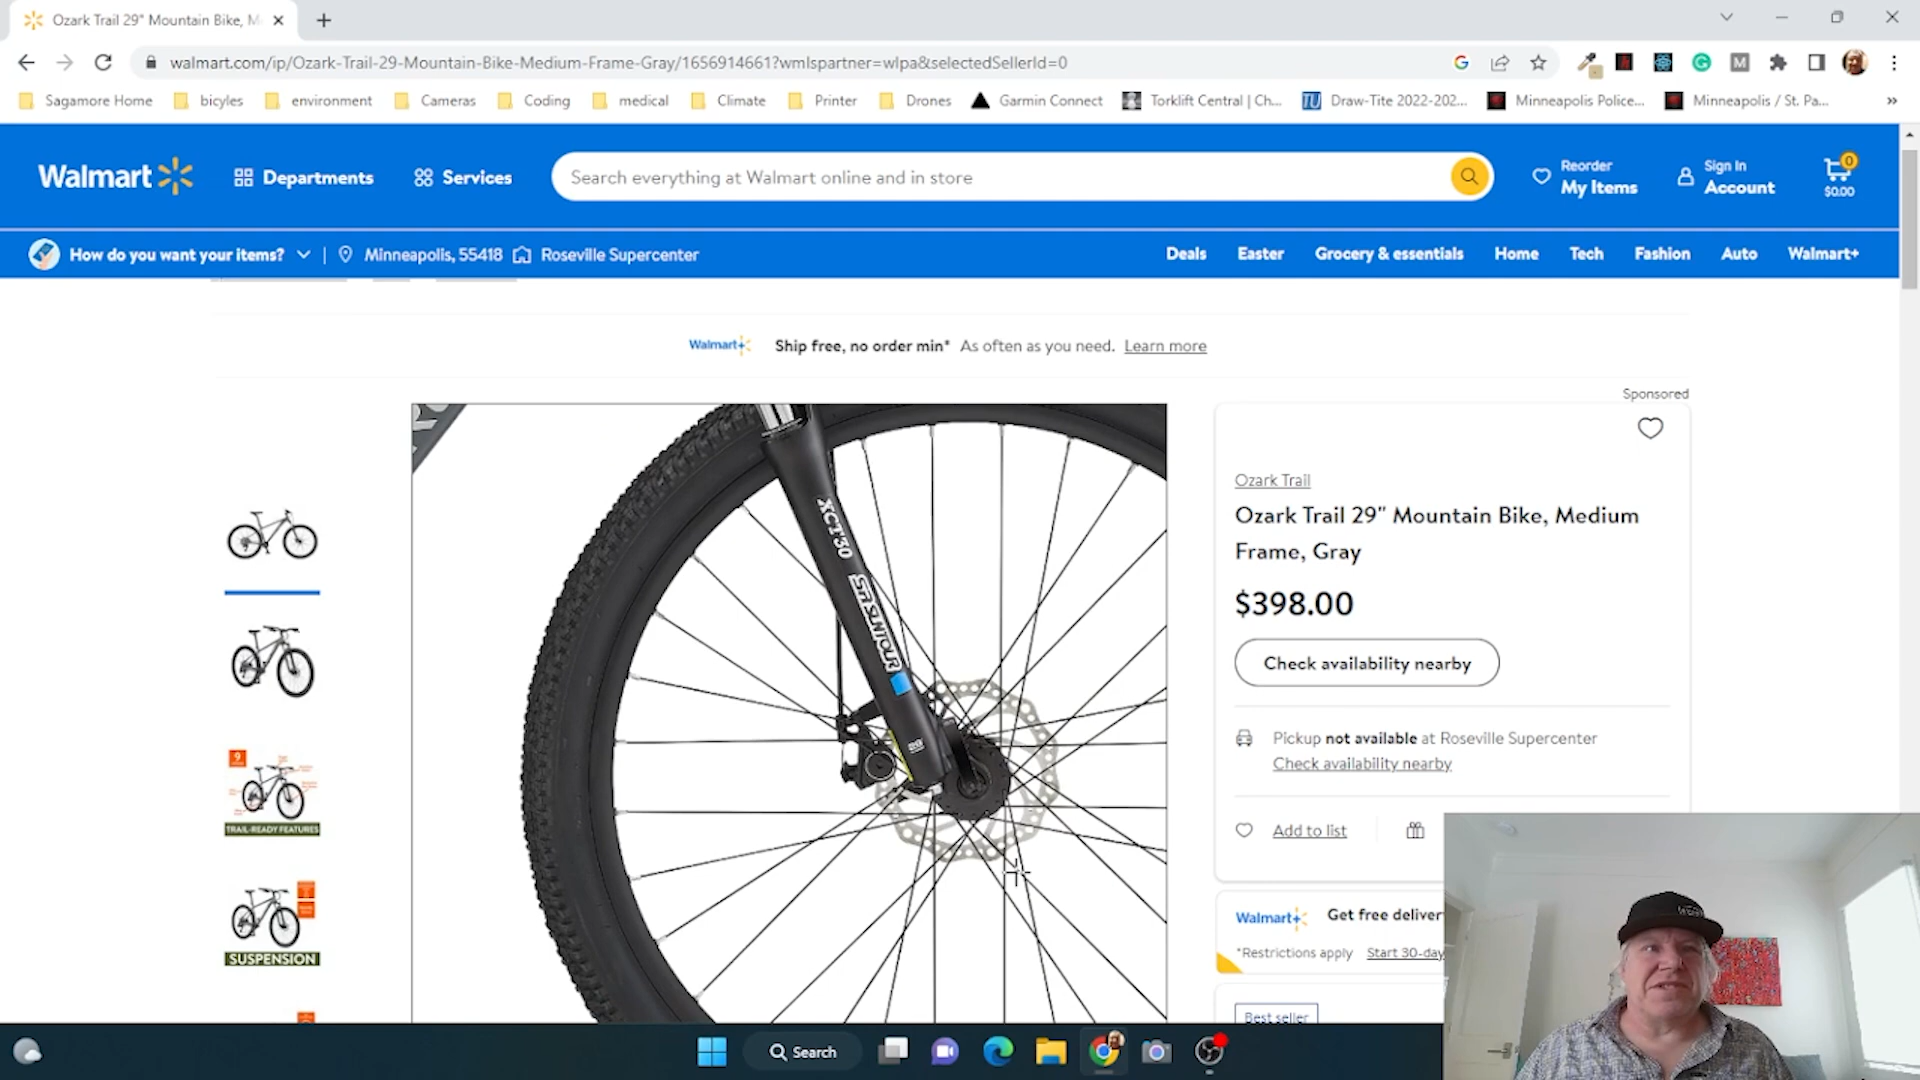 Ozark Trail 29" Mountain Bike, M
walmart.com/ip/Ozark-Trail-29-Mountain-Bike-Medium-Frame-Gray/1656914661?wmlspartner=wlpa&selectedSellerId=0
Sagamore Home bicyles environment Cameras Coding medical Climate Printer Drones Garmin Connect Torklift Central | Ch... Draw-Tite 2022-202... Minneapolis Police... Minneapolis / St. Pa...
Walmart Departments Services Search everything at Walmart online and in store Reorder My Items Sign In Account 0 $0.00
How do you want your items? | Minneapolis, 55418 Roseville Supercenter Deals Easter Grocery & essentials Home Tech Fashion Auto Walmart+
Walmart+ Ship free, no order min* As often as you need. Learn more
Sponsored
Ozark Trail
Ozark Trail 29" Mountain Bike, Medium
Frame, Gray
$398.00
Check availability nearby
Pickup not available at Roseville Supercenter
Check availability nearby
Add to list
Walmart+ Get free deliver
*Restrictions apply Start 30-day
Best seller
XCT30
SR SUNTOUR
29
9
TRAIL-READY FEATURES
SUSPENSION
Search